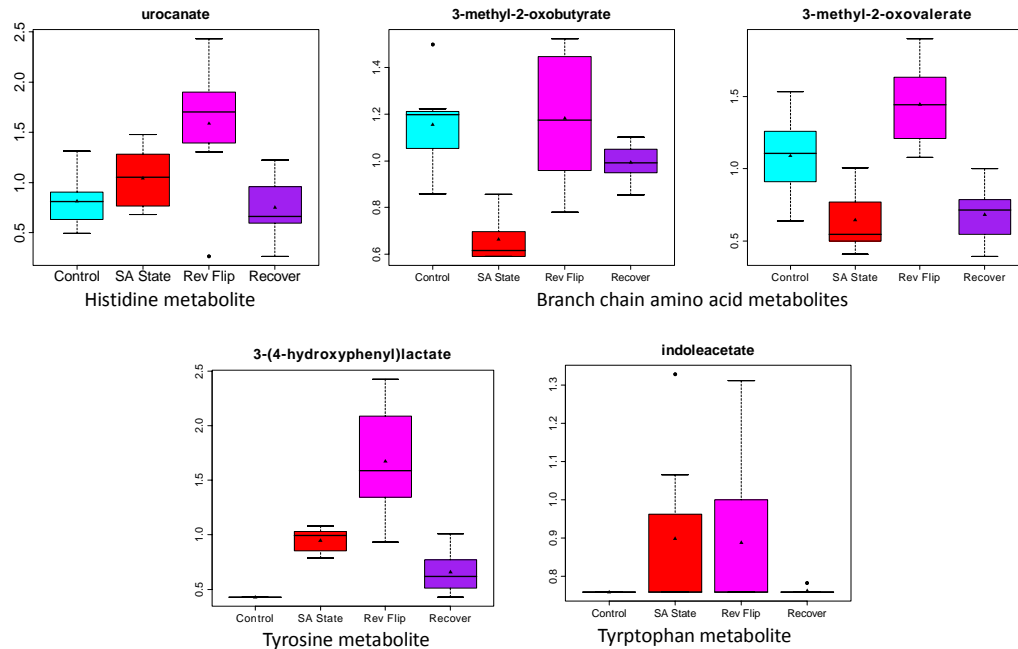 urocanate
2.5
2.0
1.5
1.0
0.5
Control SA State Rev Flip Recover
Histidine metabolite
3-methyl-2-oxobutyrate
1.4
1.2
1.0
0.8
0.6
Control SA State Rev Flip Recover
3-methyl-2-oxovalerate
1.5
1.0
0.5
Control SA State Rev Flip Recover
Branch chain amino acid metabolites
3-(4-hydroxyphenyl)lactate
2.5
2.0
1.5
1.0
0.5
Control SA State Rev Flip Recover
Tyrosine metabolite
indoleacetate
1.3
1.2
1.1
1.0
0.9
0.8
Control SA State Rev Flip Recover
Tyrptophan metabolite